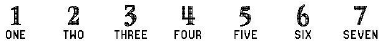 1 2 3 4 5 6 7
ONE TWO THREE FOUR FIVE SIX SEVEN